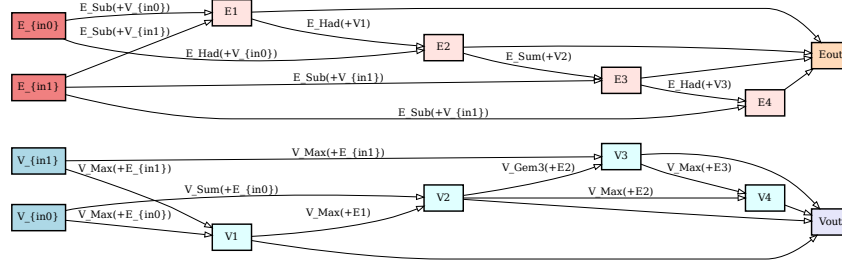 E_Sub(+V_{in0})
E1
E_{in0}
E_Sub(+V_{in1})
E_Had(+V1)
E_Had(+V_{in0})
E2
E_Sum(+V2)
Eout
E_{in1}
E_Sub(+V_{in1})
E3
E_Had(+V3)
E4
E_Sub(+V_{in1})
V_{in1}
V_Max(+E_{in1})
V3
V_Max(+E_{in1})
V_Gem3(+E2)
V_Max(+E3)
V_Sum(+E_{in0})
V2
V_Max(+E2)
V4
V_{in0}
V_Max(+E_{in0})
V_Max(+E1)
V1
Vout